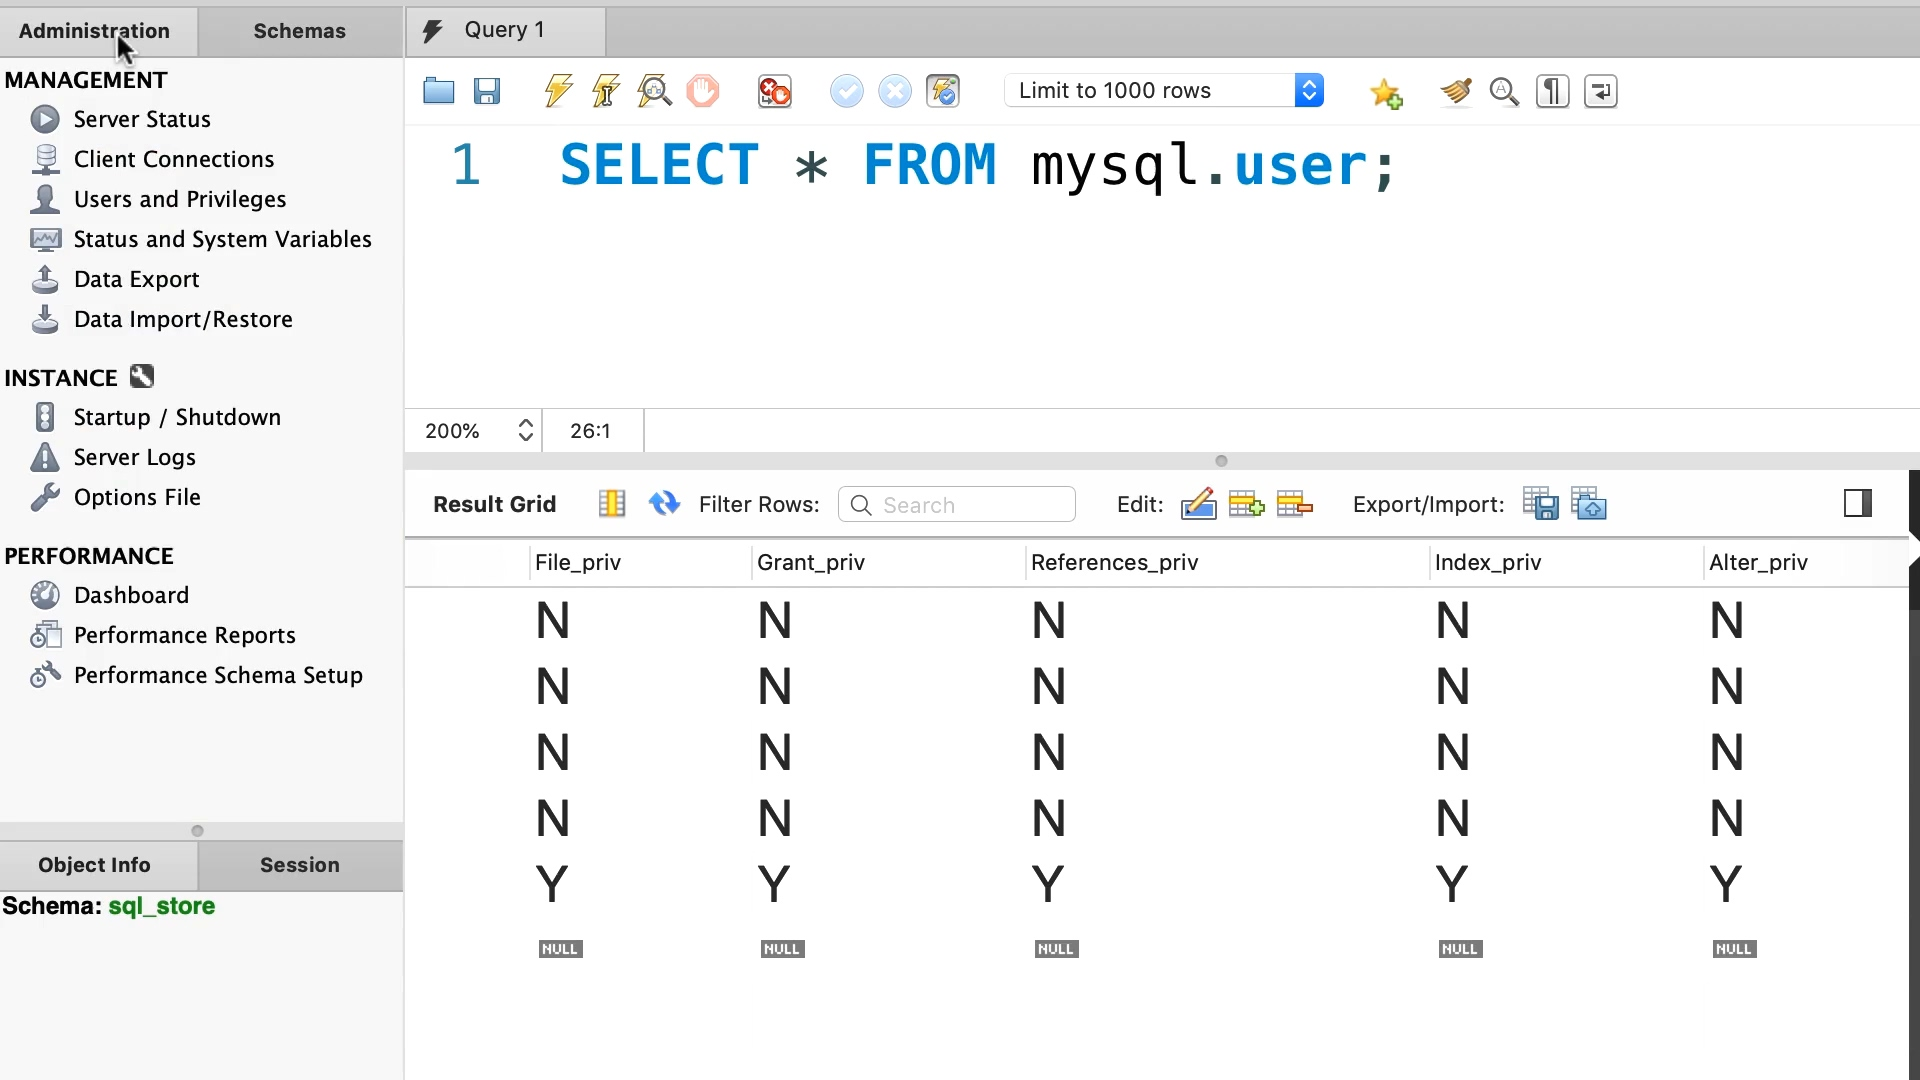 Administration
Schemas
MANAGEMENT
Server Status
Client Connections
Users and Privileges
Status and System Variables
Data Export
Data Import/Restore
INSTANCE
Startup / Shutdown
Server Logs
Options File
PERFORMANCE
Dashboard
Performance Reports
Performance Schema Setup
Object Info
Session
Schema: sql_store
Query 1
Limit to 1000 rows
1 SELECT * FROM mysql.user;
200% 26:1
Result Grid Filter Rows: Search Edit: Export/Import:
File_priv Grant_priv References_priv Index_priv Alter_priv
N N N N N
N N N N N
N N N N N
N N N N N
Y Y Y Y Y
NULL NULL NULL NULL NULL